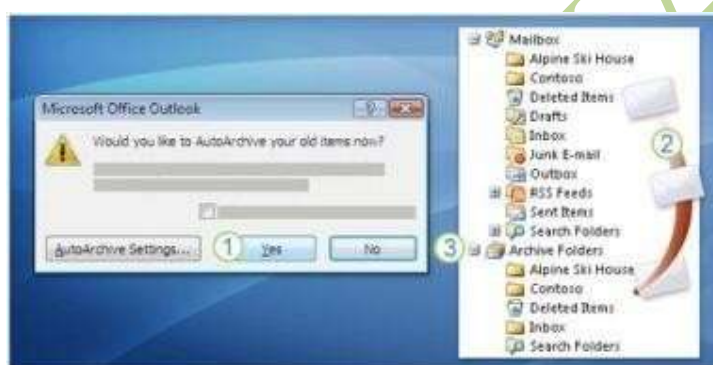 Microsoft Office Outlook
Would you like to AutoArchive your old items now?
AutoArchive Settings...
1
Yes
No
Mailbox
Alpine Ski House
Contoso
Deleted Items
Drafts
Inbox
Junk E-mail
Outbox
RSS Feeds
Sent Items
Search Folders
2
3
Archive Folders
Alpine Ski House
Contoso
Deleted Items
Inbox
Search Folders